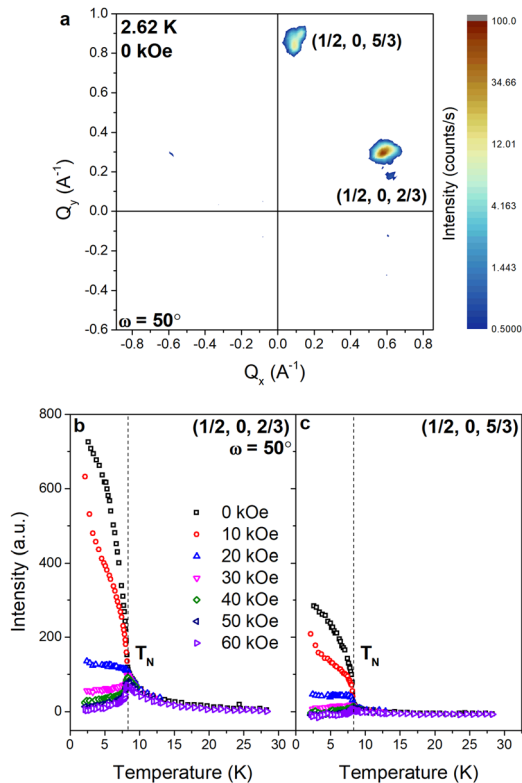 a
2.62 K
0 kOe
(1/2, 0, 5/3)
(1/2, 0, 2/3)
ω = 50°
1.0
0.8
0.6
0.4
0.2
0.0
-0.2
-0.4
-0.6
Q_y (A⁻¹)
-0.8 -0.6 -0.4 -0.2 0.0 0.2 0.4 0.6 0.8
Q_x (A⁻¹)
Intensity (counts/s)
100.0
34.66
12.01
4.163
1.443
0.5000
b
(1/2, 0, 2/3)
ω = 50°
c
(1/2, 0, 5/3)
0 kOe
10 kOe
20 kOe
30 kOe
40 kOe
50 kOe
60 kOe
T_N
T_N
800
600
400
200
0
Intensity (a.u.)
0 5 10 15 20 25 30
0 5 10 15 20 25 30
Temperature (K)
Temperature (K)